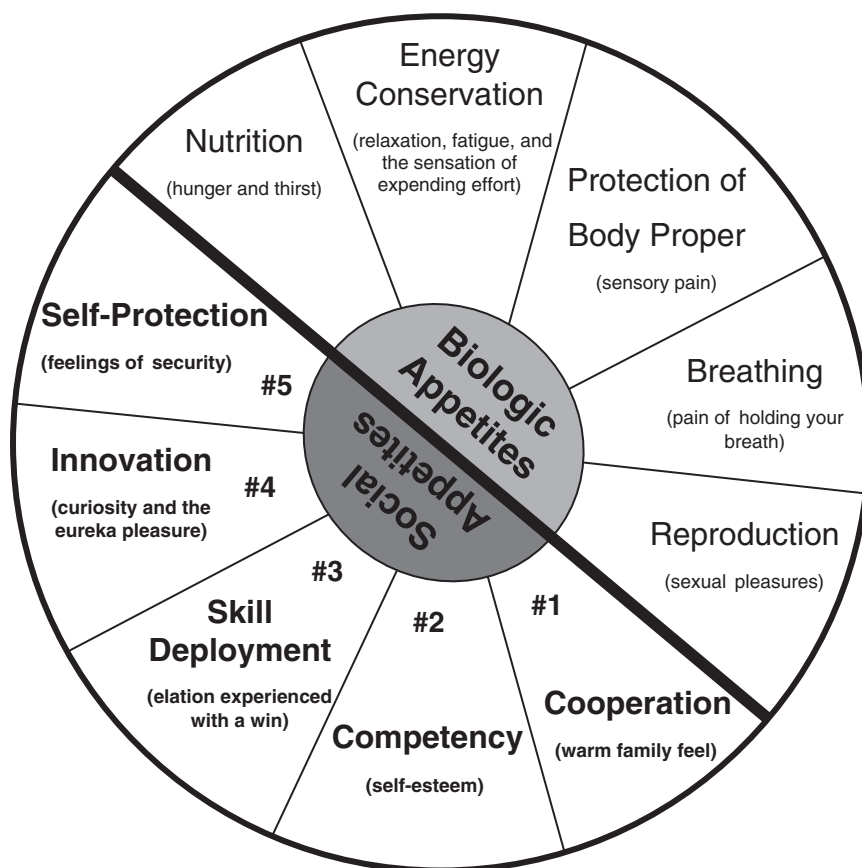 Energy
Conservation
(relaxation, fatigue, and
the sensation of
expending effort)
Nutrition
(hunger and thirst)
Protection of
Body Proper
(sensory pain)
Breathing
(pain of holding your
breath)
Reproduction
(sexual pleasures)
Biologic
Appetites
Social
Appetites
#1
Cooperation
(warm family feel)
#2
Competency
(self-esteem)
#3
Skill
Deployment
(elation experienced
with a win)
#4
Innovation
(curiosity and the
eureka pleasure)
#5
Self-Protection
(feelings of security)